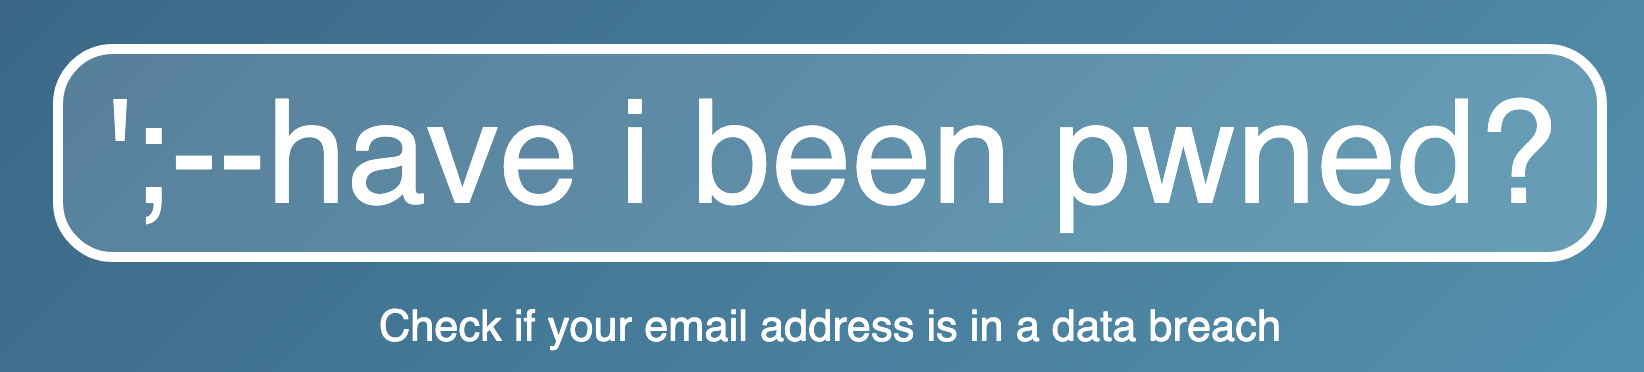 ';--have i been pwned?
Check if your email address is in a data breach